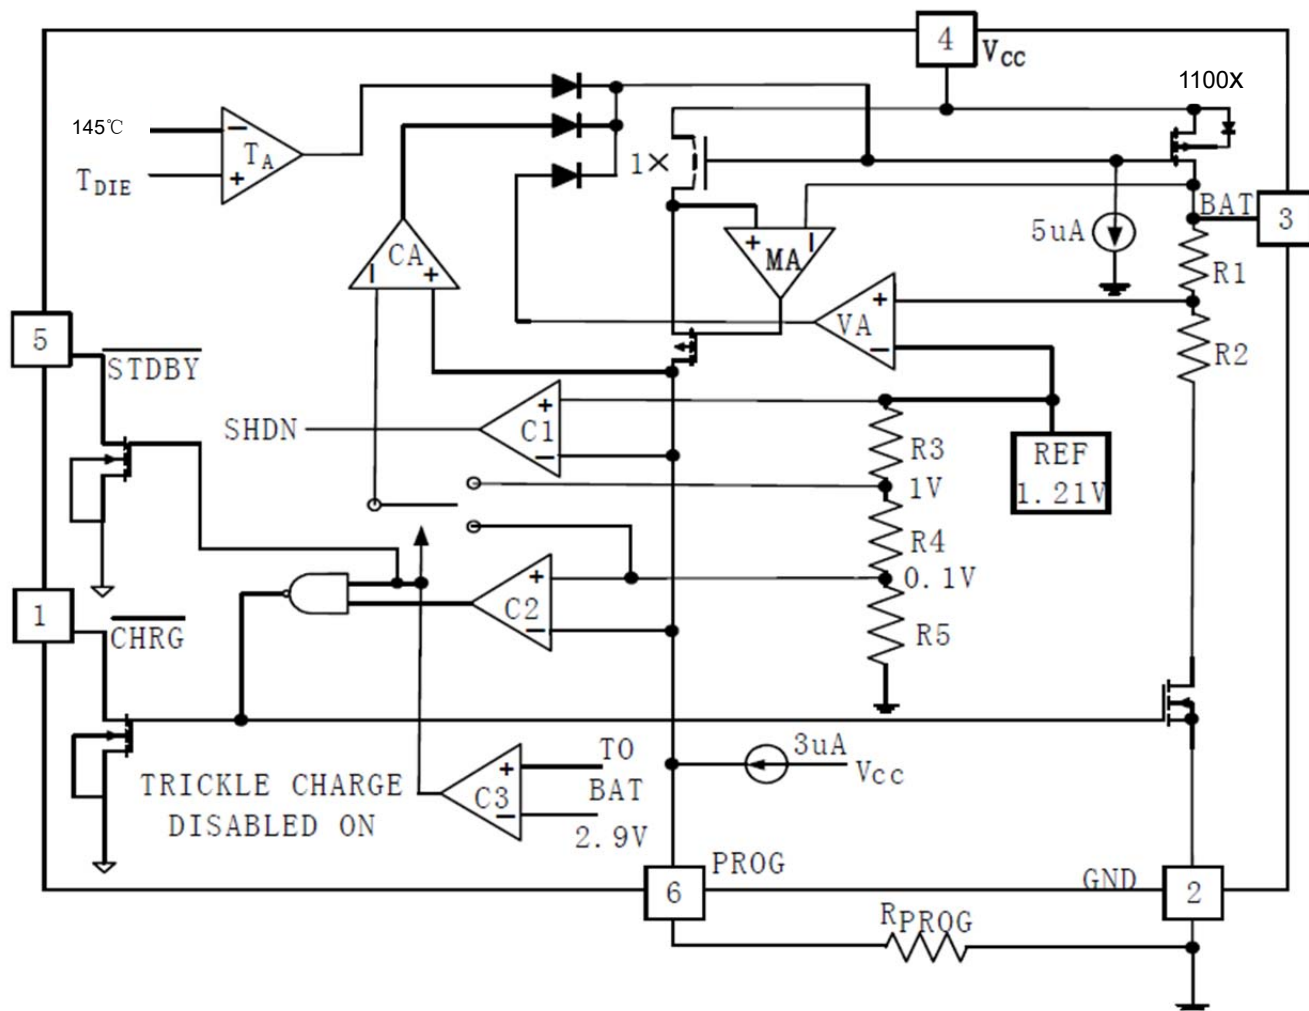 4
VCC
1100X
145℃
−
TA
+
TDIE
1×
BAT
3
5uA
CA
−
+
+
−
MA
R1
+
VA
−
R2
5
STDBY
SHDN
+
C1
−
R3
1V
REF
1.21V
R4
0.1V
1
CHRG
+
C2
−
R5
TRICKLE CHARGE
DISABLED ON
+
C3
−
TO
BAT
2.9V
3uA
Vcc
PROG
6
GND
2
RPROG